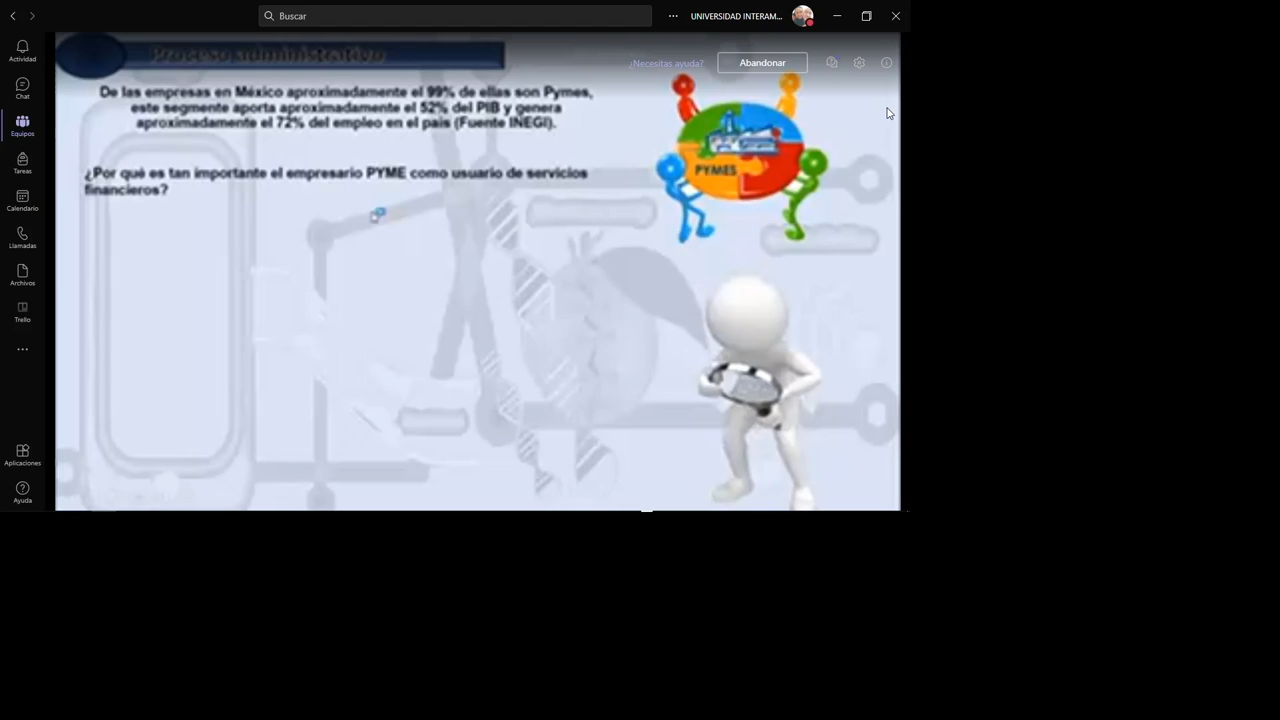 Buscar
UNIVERSIDAD INTERAM...
Actividad
Chat
Equipos
Tareas
Calendario
Llamadas
Archivos
Trello
Aplicaciones
Ayuda
¿Necesitas ayuda?
Abandonar
Proceso administrativo
De las empresas en México aproximadamente el 99% de ellas son Pymes,
este segmento aporta aproximadamente el 52% del PIB y genera
aproximadamente el 72% del empleo en el país (Fuente INEGI).
¿Por qué es tan importante el empresario PYME como usuario de servicios
financieros?
PYMES